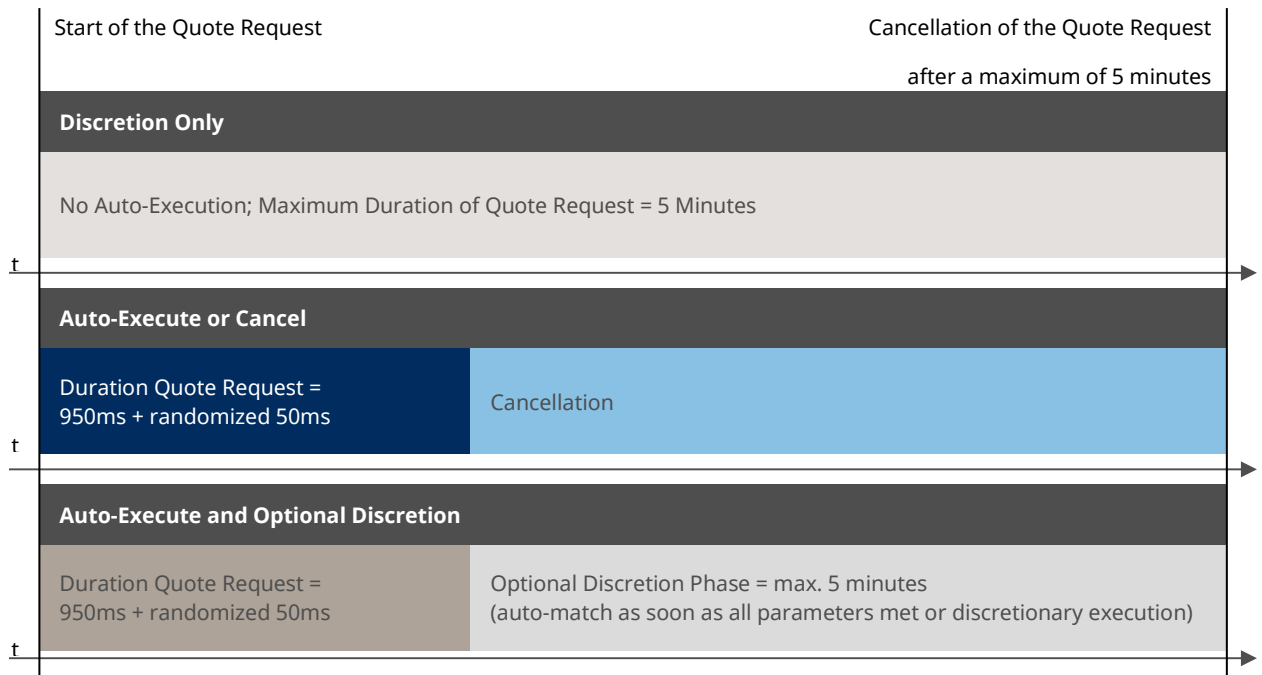 Start of the Quote Request
Cancellation of the Quote Request
after a maximum of 5 minutes
Discretion Only
No Auto-Execution; Maximum Duration of Quote Request = 5 Minutes
t
Auto-Execute or Cancel
Duration Quote Request =
950ms + randomized 50ms
Cancellation
t
Auto-Execute and Optional Discretion
Duration Quote Request =
950ms + randomized 50ms
Optional Discretion Phase = max. 5 minutes
(auto-match as soon as all parameters met or discretionary execution)
t